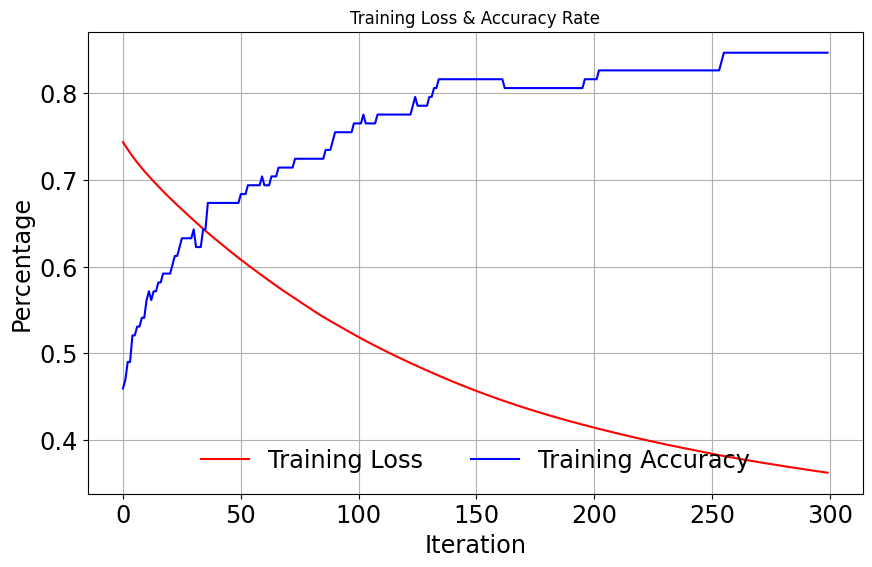 Training Loss & Accuracy Rate
Percentage
0.8
0.7
0.6
0.5
0.4
Training Loss Training Accuracy
0 50 100 150 200 250 300
Iteration